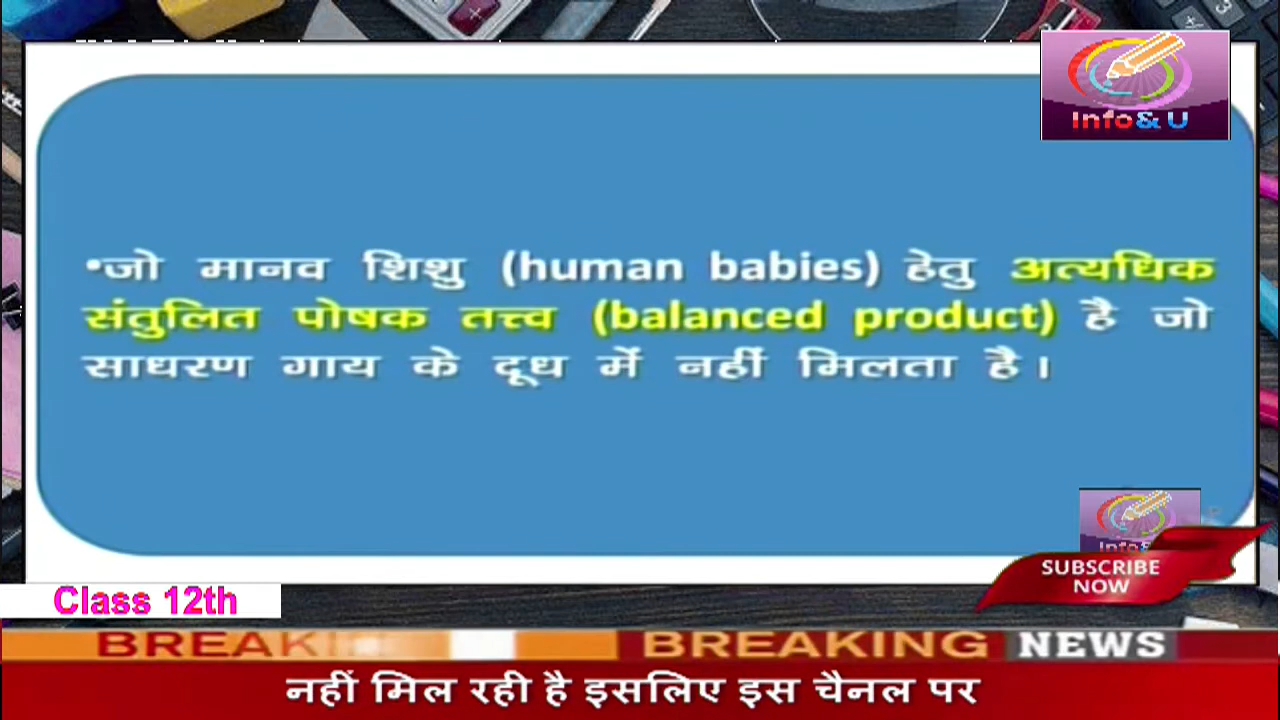 Info & U
•जो मानव शिशु (human babies) हेतु अत्यधिक
संतुलित पोषक तत्त्व (balanced product) है जो
साधरण गाय के दूध में नहीं मिलता है।
SUBSCRIBE
NOW
Class 12th
BREAKING BREAKING NEWS
नहीं मिल रही है इसलिए इस चैनल पर